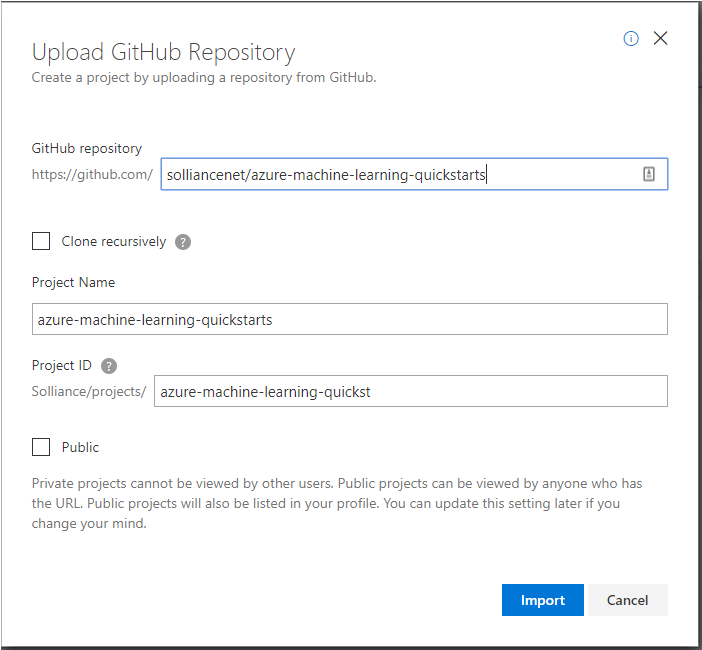 Upload GitHub Repository
Create a project by uploading a repository from GitHub.
GitHub repository
https://github.com/ solliancenet/azure-machine-learning-quickstarts
Clone recursively ?
Project Name
azure-machine-learning-quickstarts
Project ID ?
Solliance/projects/ azure-machine-learning-quickst
Public
Private projects cannot be viewed by other users. Public projects can be viewed by anyone who has
the URL. Public projects will also be listed in your profile. You can update this setting later if you
change your mind.
Import Cancel